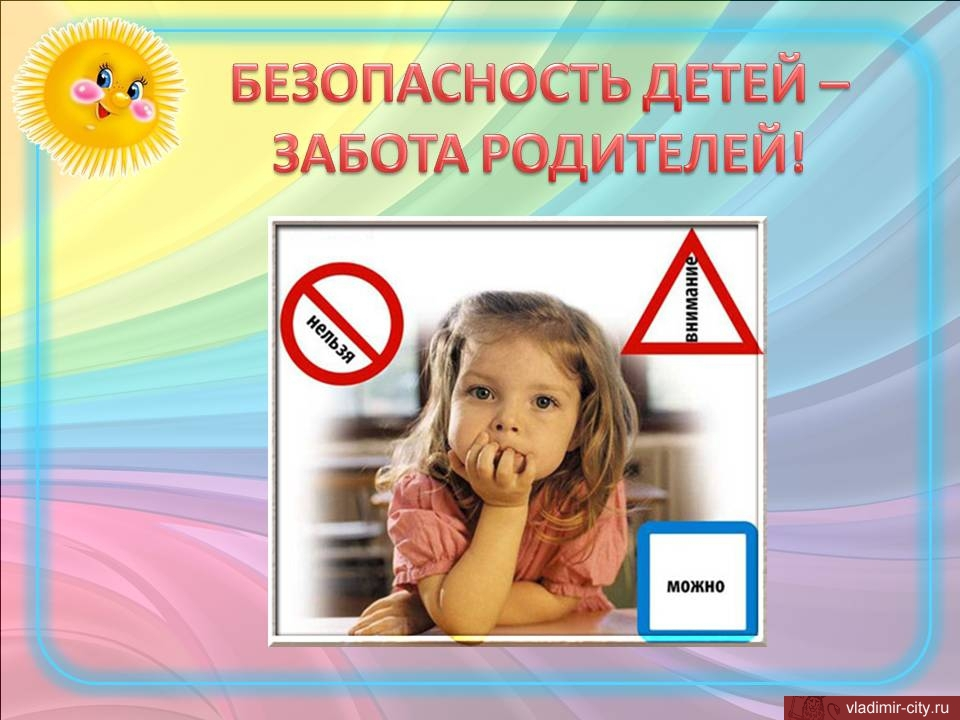 БЕЗОПАСНОСТЬ ДЕТЕЙ –
ЗАБОТА РОДИТЕЛЕЙ!
нельзя
внимание
можно
vladimir-city.ru